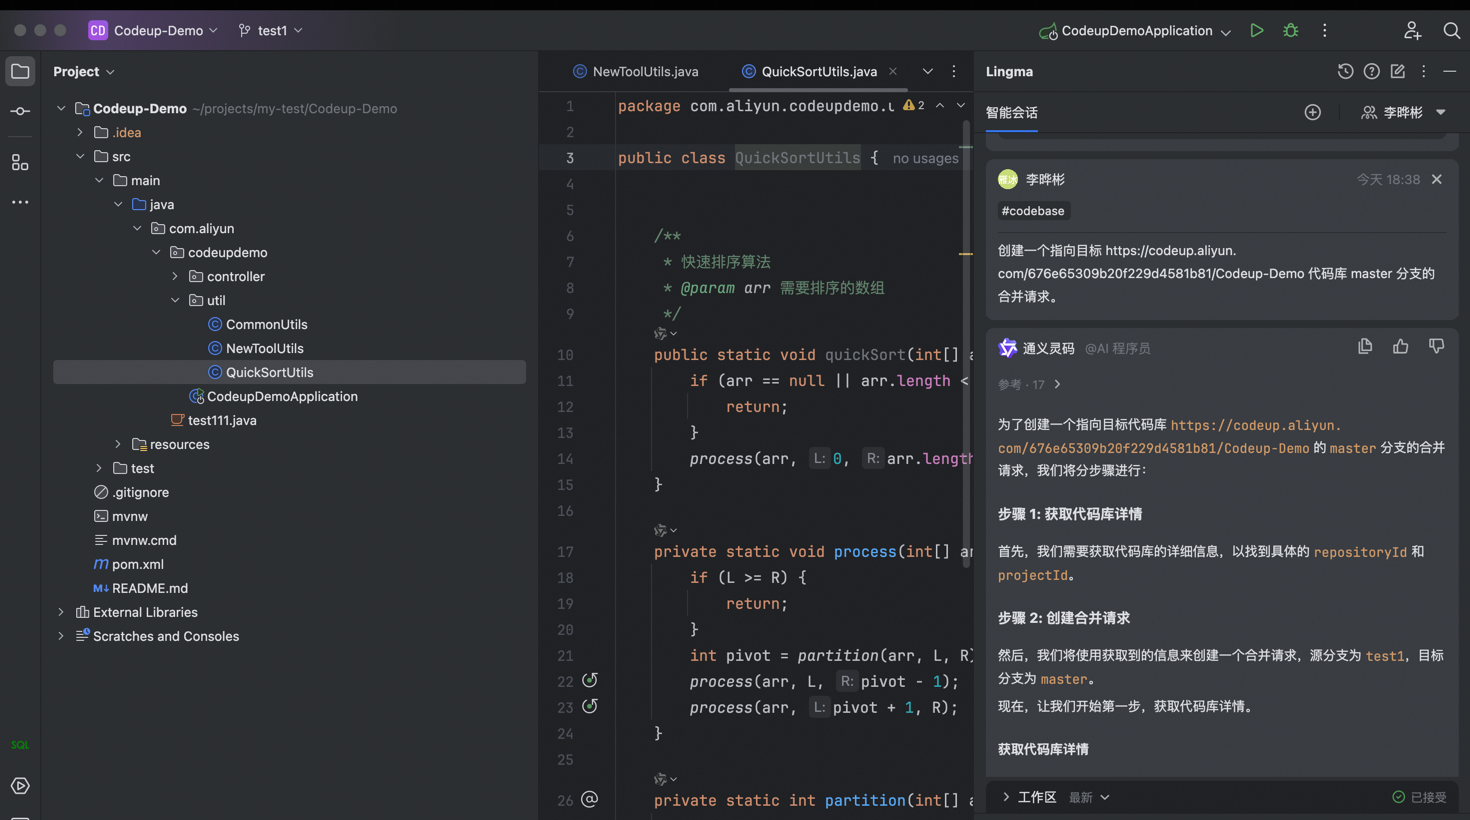 CD Codeup-Demo test1 CodeupDemoApplication
Project
Codeup-Demo ~/projects/my-test/Codeup-Demo
.idea
src
main
java
com.aliyun
codeupdemo
controller
util
CommonUtils
NewToolUtils
QuickSortUtils
CodeupDemoApplication
test111.java
resources
test
.gitignore
mvnw
mvnw.cmd
pom.xml
M↓ README.md
External Libraries
Scratches and Consoles
SQL
NewToolUtils.java QuickSortUtils.java
1 package com.aliyun.codeupdemo.u 2
2
3 public class QuickSortUtils { no usages
4
5
6 /**
7 * 快速排序算法
8 * @param arr 需要排序的数组
9 */
10 public static void quickSort(int[] a
11 if (arr == null || arr.length <
12 return;
13 }
14 process(arr, L: 0, R: arr.length
15 }
16
17 private static void process(int[] ar
18 if (L >= R) {
19 return;
20 }
21 int pivot = partition(arr, L, R)
22 process(arr, L, R: pivot - 1);
23 process(arr, L: pivot + 1, R);
24 }
25
26 private static int partition(int[] a
Lingma
智能会话 李晔彬
李晔彬 今天 18:38
#codebase
创建一个指向目标 https://codeup.aliyun.
com/676e65309b20f229d4581b81/Codeup-Demo 代码库 master 分支的
合并请求。
通义灵码 @AI 程序员
参考 · 17
为了创建一个指向目标代码库 https://codeup.aliyun.
com/676e65309b20f229d4581b81/Codeup-Demo 的 master 分支的合并
请求，我们将分步骤进行：
步骤 1: 获取代码库详情
首先，我们需要获取代码库的详细信息，以找到具体的 repositoryId 和
projectId。
步骤 2: 创建合并请求
然后，我们将使用获取到的信息来创建一个合并请求，源分支为 test1，目标
分支为 master。
现在，让我们开始第一步，获取代码库详情。
获取代码库详情
工作区 最新 已接受